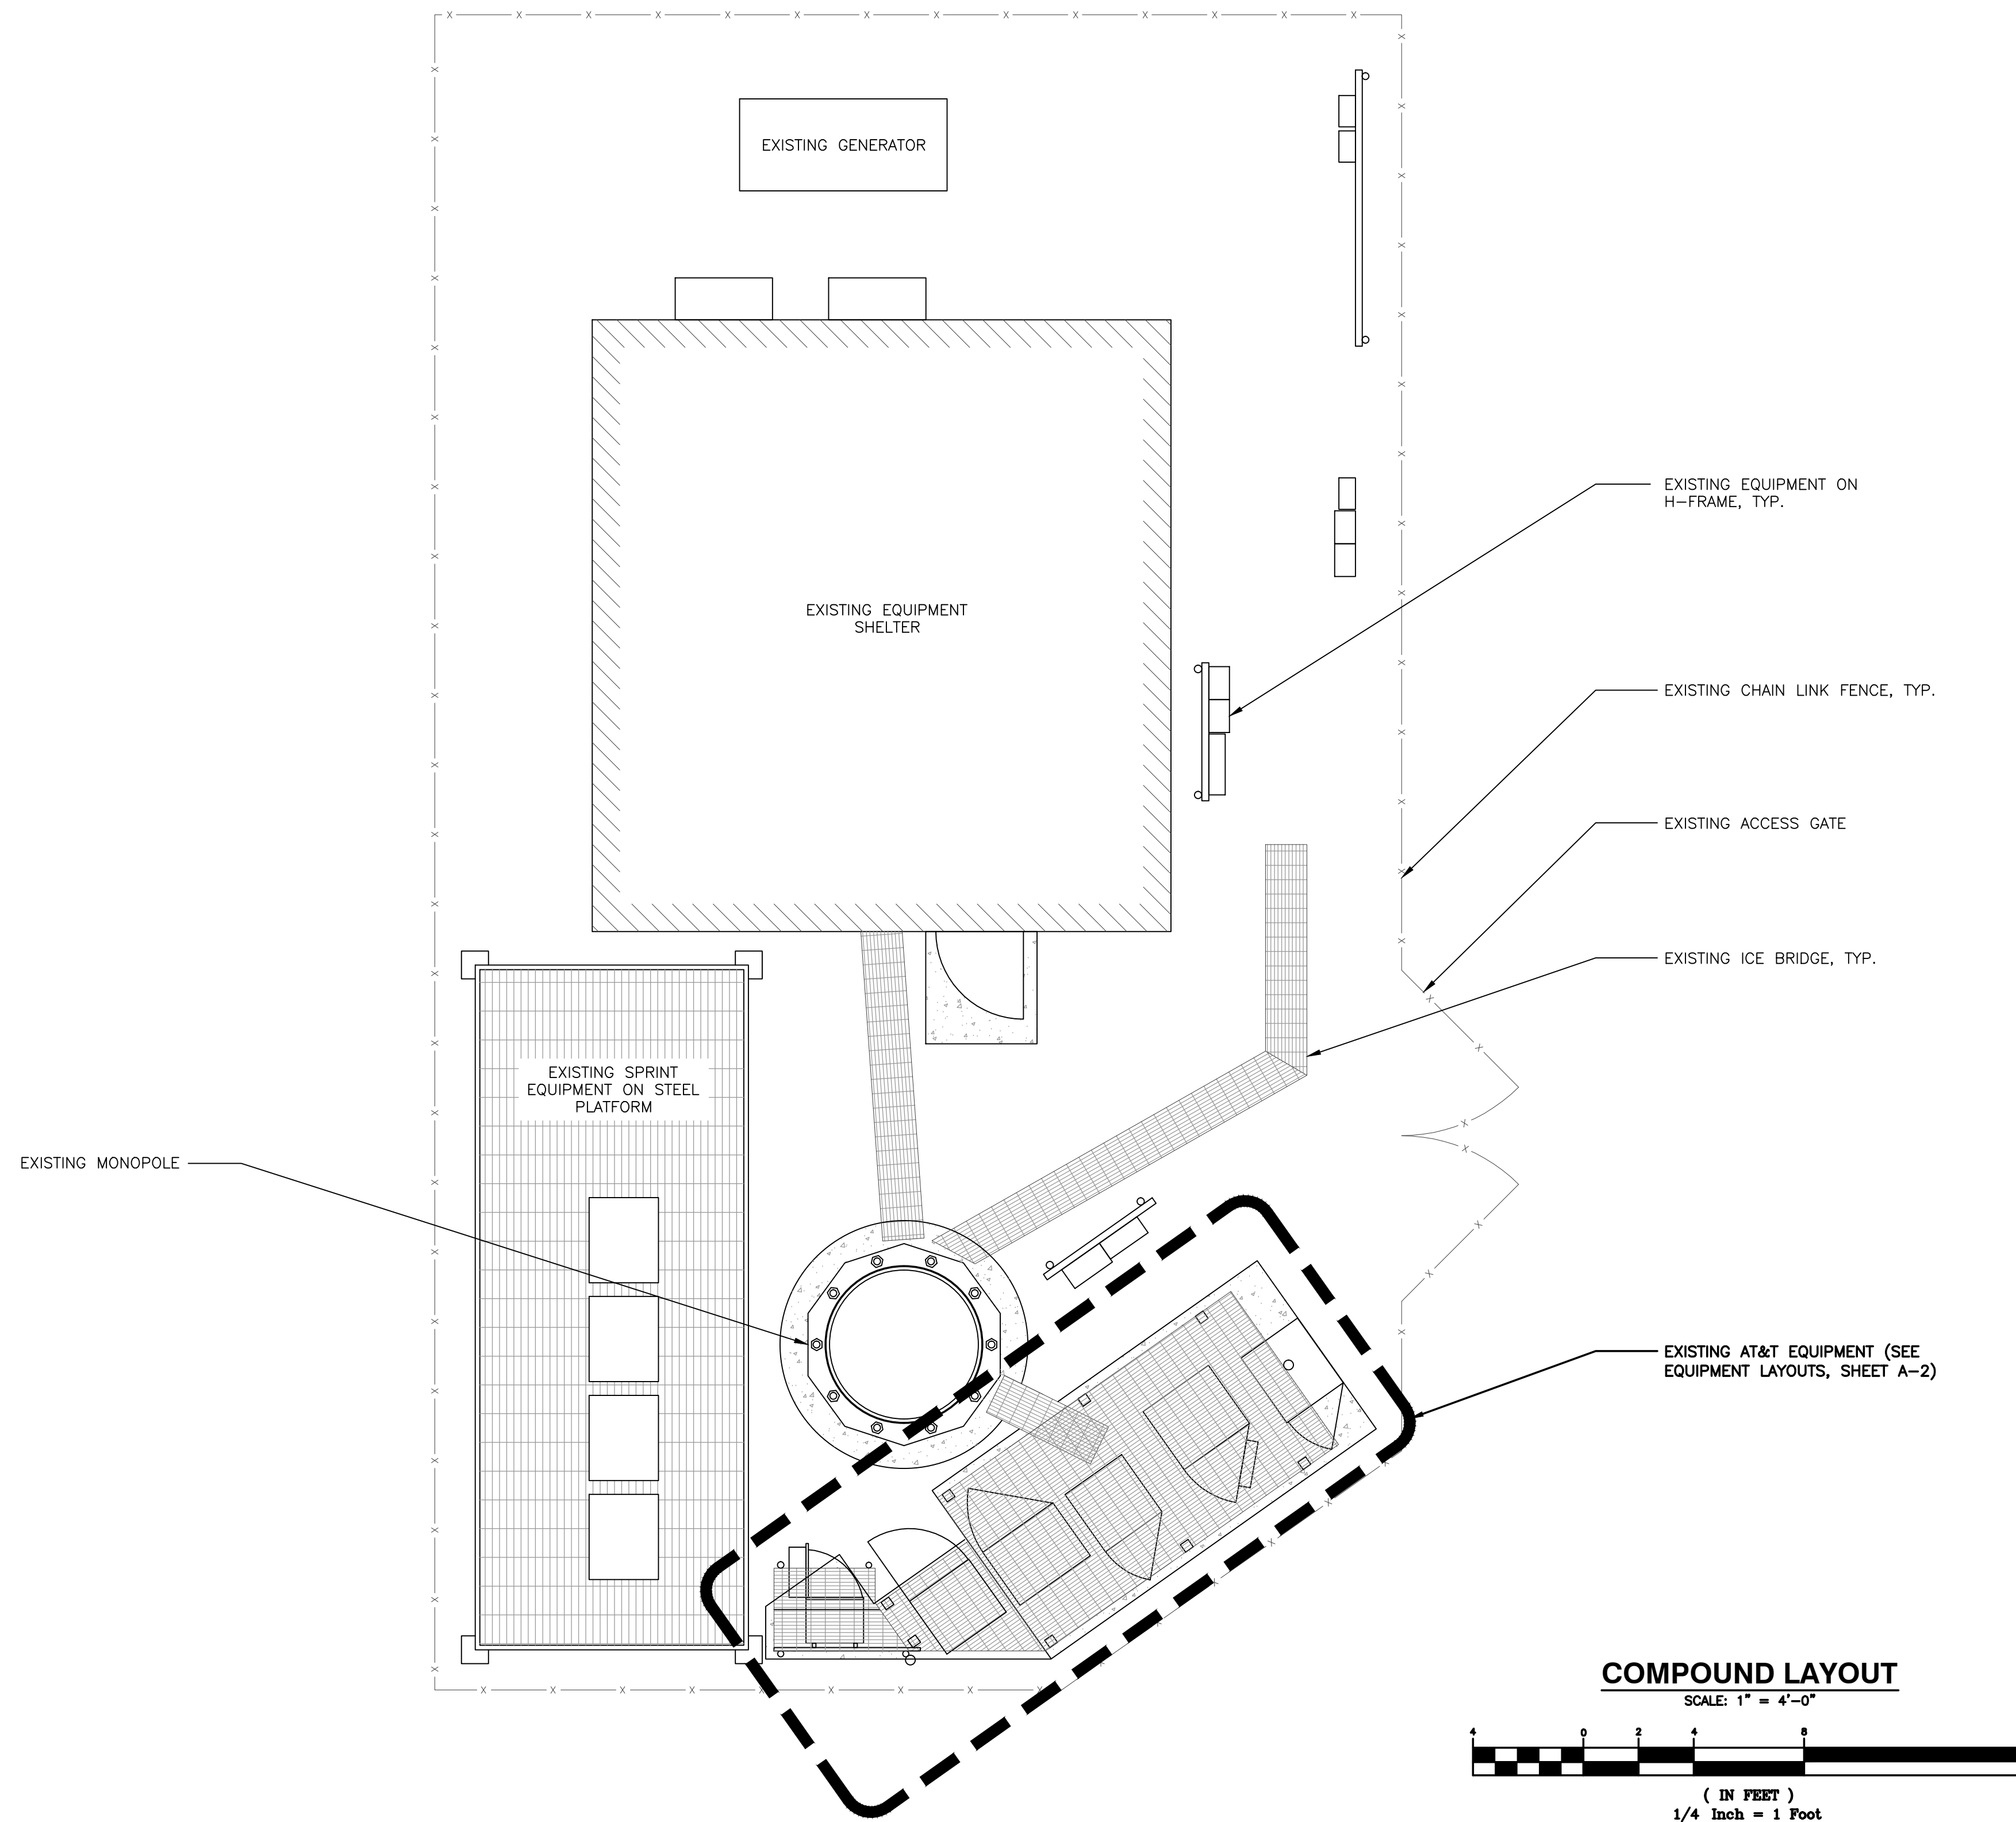 EXISTING GENERATOR
EXISTING EQUIPMENT
SHELTER
EXISTING EQUIPMENT ON
H-FRAME, TYP.
EXISTING CHAIN LINK FENCE, TYP.
EXISTING ACCESS GATE
EXISTING ICE BRIDGE, TYP.
EXISTING SPRINT
EQUIPMENT ON STEEL
PLATFORM
EXISTING MONOPOLE
EXISTING AT&T EQUIPMENT (SEE
EQUIPMENT LAYOUTS, SHEET A-2)
COMPOUND LAYOUT
SCALE: 1" = 4'-0"
4 0 2 4 8
( IN FEET )
1/4 Inch = 1 Foot